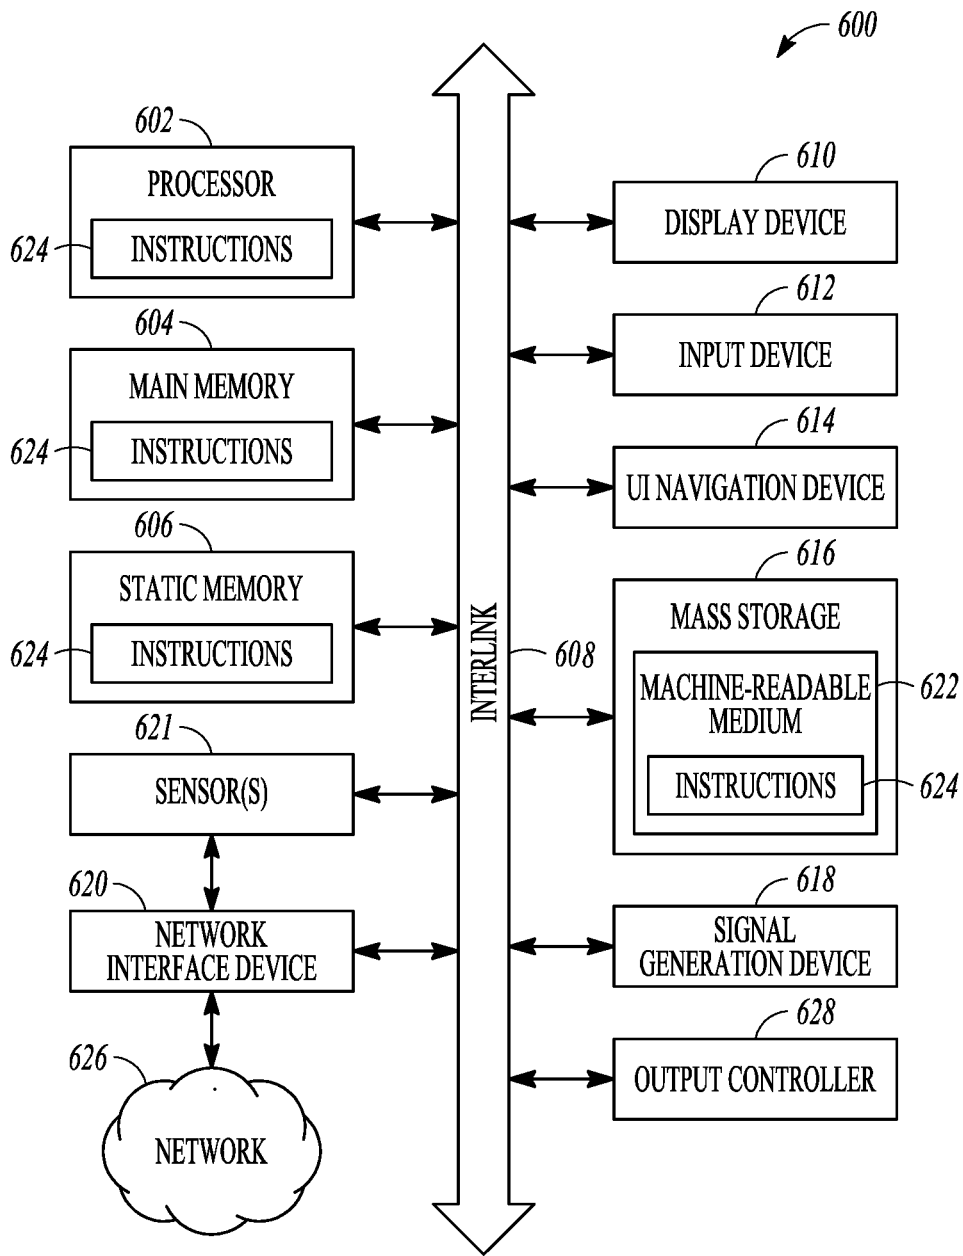 600
602
PROCESSOR
624
INSTRUCTIONS
604
MAIN MEMORY
624
INSTRUCTIONS
606
STATIC MEMORY
624
INSTRUCTIONS
621
SENSOR(S)
620
NETWORK
INTERFACE DEVICE
626
NETWORK
INTERLINK
608
610
DISPLAY DEVICE
612
INPUT DEVICE
614
UI NAVIGATION DEVICE
616
MASS STORAGE
MACHINE-READABLE
MEDIUM
622
INSTRUCTIONS
624
618
SIGNAL
GENERATION DEVICE
628
OUTPUT CONTROLLER